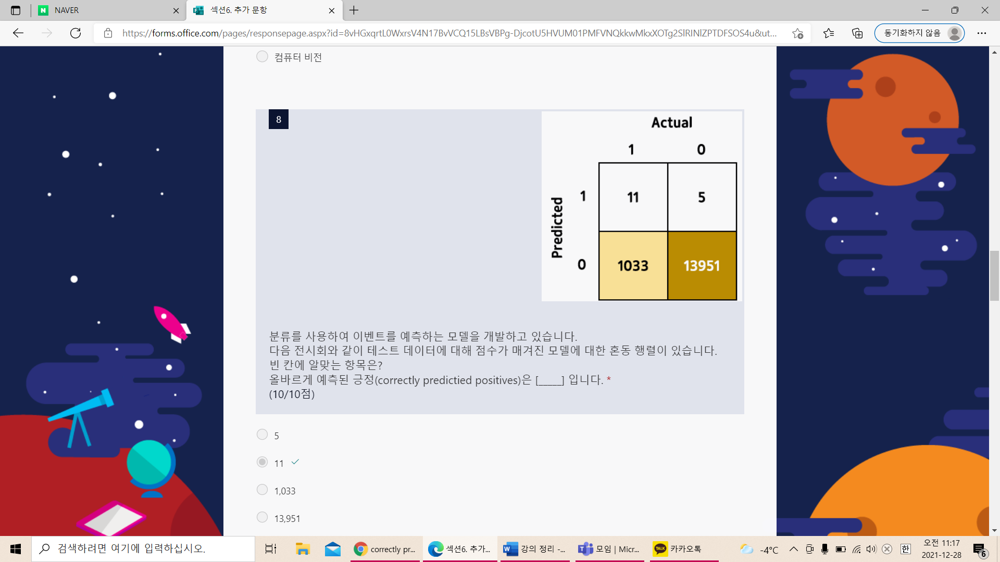 NAVER
섹션6. 추가 문항
https://forms.office.com/pages/responsepage.aspx?id=8vHGxqrtL0WxrsV4N17BvVCQ15LBsVBPg-DjcotU5HVUM01PMFVNQkkwMkxXOTg2SlRINlZPTDFSOS4u&ut...
동기화하지 않음
컴퓨터 비전
8
Actual
1 0
Predicted
1 11 5
0 1033 13951
분류를 사용하여 이벤트를 예측하는 모델을 개발하고 있습니다.
다음 전시회와 같이 테스트 데이터에 대해 점수가 매겨진 모델에 대한 혼동 행렬이 있습니다.
빈 칸에 알맞는 항목은?
올바르게 예측된 긍정(correctly predictied positives)은 [_____] 입니다. *
(10/10점)
5
11
1,033
13,951
검색하려면 여기에 입력하십시오.
correctly pr...
섹션6. 추가...
강의 정리 -...
모임 | Micr...
TALK
카카오톡
-4°C
한
오전 11:17
2021-12-28
6